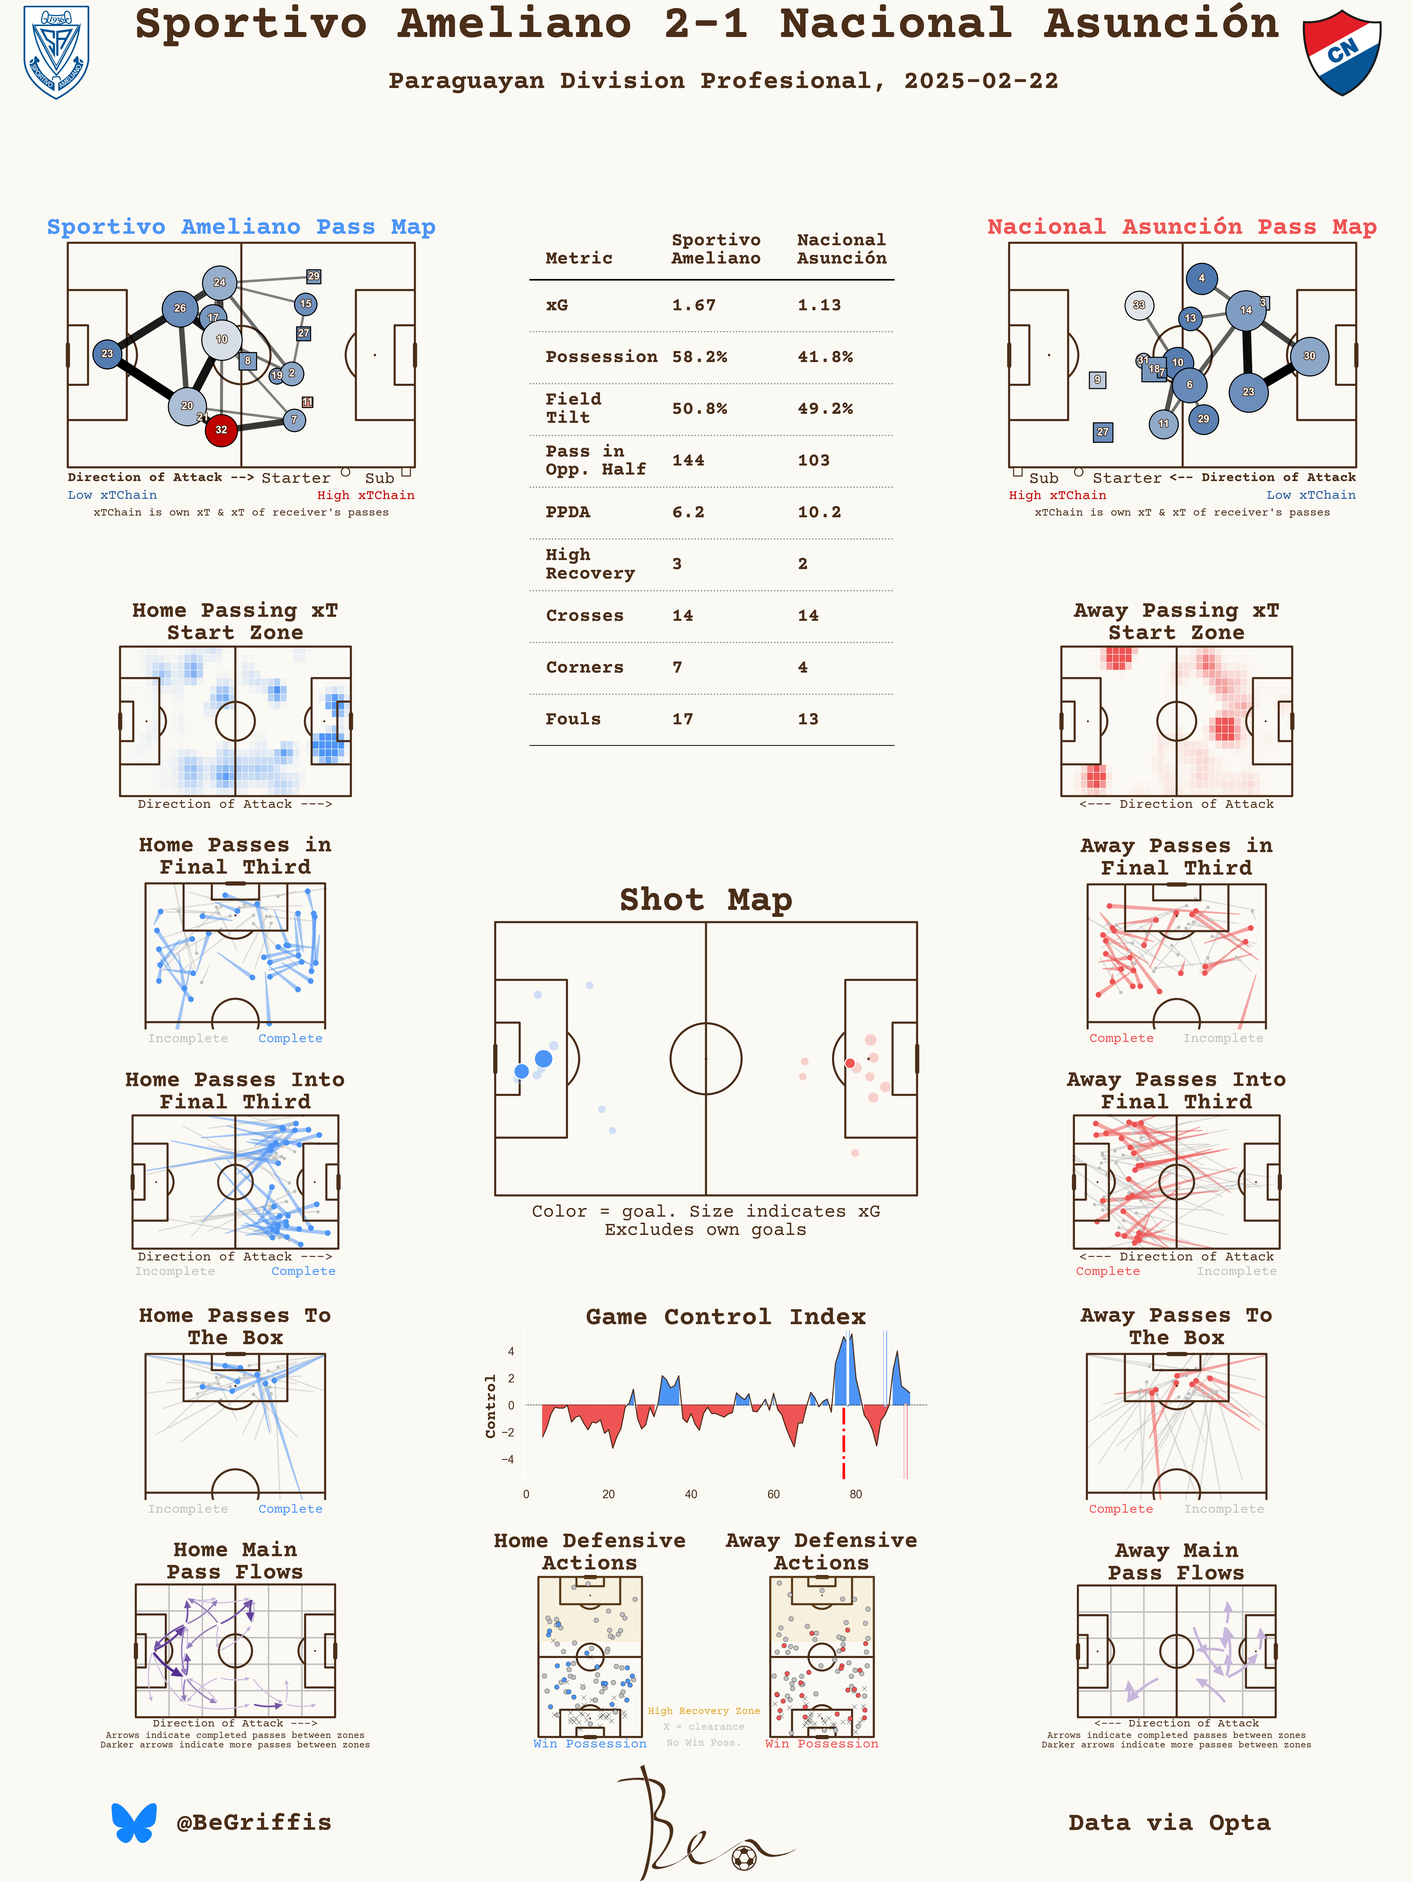 Sportivo Ameliano 2-1 Nacional Asunción
Paraguayan Division Profesional, 2025-02-22
1936
SPORTIVO AMELIANO
CN
Sportivo Ameliano Pass Map
24
29
26
15
17
10
27
23
8
19
2
20
11
21
32
7
Direction of Attack --> Starter Sub
Low xTChain High xTChain
xTChain is own xT & xT of receiver's passes
Metric Sportivo Ameliano Nacional Asunción
xG 1.67 1.13
Possession 58.2% 41.8%
Field Tilt 50.8% 49.2%
Pass in Opp. Half 144 103
PPDA 6.2 10.2
High Recovery 3 2
Crosses 14 14
Corners 7 4
Fouls 17 13
Nacional Asunción Pass Map
4
33
3
14
13
31
10
30
18
7
9
6
23
11
29
27
Sub Starter <-- Direction of Attack
High xTChain Low xTChain
xTChain is own xT & xT of receiver's passes
Home Passing xT
Start Zone
Direction of Attack --->
Away Passing xT
Start Zone
<--- Direction of Attack
Home Passes in
Final Third
Incomplete Complete
Away Passes in
Final Third
Complete Incomplete
Shot Map
Color = goal. Size indicates xG
Excludes own goals
Home Passes Into
Final Third
Direction of Attack --->
Incomplete Complete
Away Passes Into
Final Third
<--- Direction of Attack
Complete Incomplete
Home Passes To
The Box
Incomplete Complete
Game Control Index
Control
4
2
0
−2
−4
0 20 40 60 80
Away Passes To
The Box
Complete Incomplete
Home Main
Pass Flows
Direction of Attack --->
Arrows indicate completed passes between zones
Darker arrows indicate more passes between zones
Home Defensive
Actions
Win Possession
High Recovery Zone
X = clearance
No Win Poss.
Away Defensive
Actions
Win Possession
Away Main
Pass Flows
<--- Direction of Attack
Arrows indicate completed passes between zones
Darker arrows indicate more passes between zones
@BeGriffis
Ben
Data via Opta